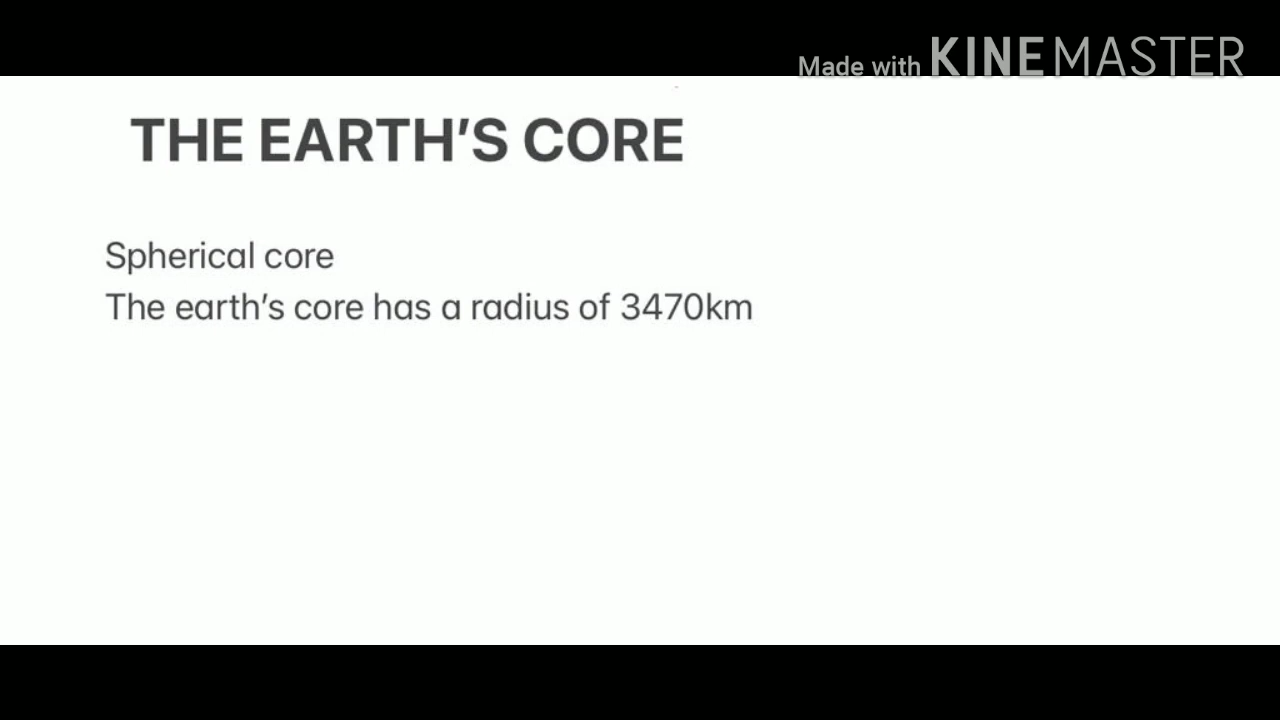 Made with KINEMASTER
THE EARTH'S CORE
Spherical core
The earth's core has a radius of 3470km